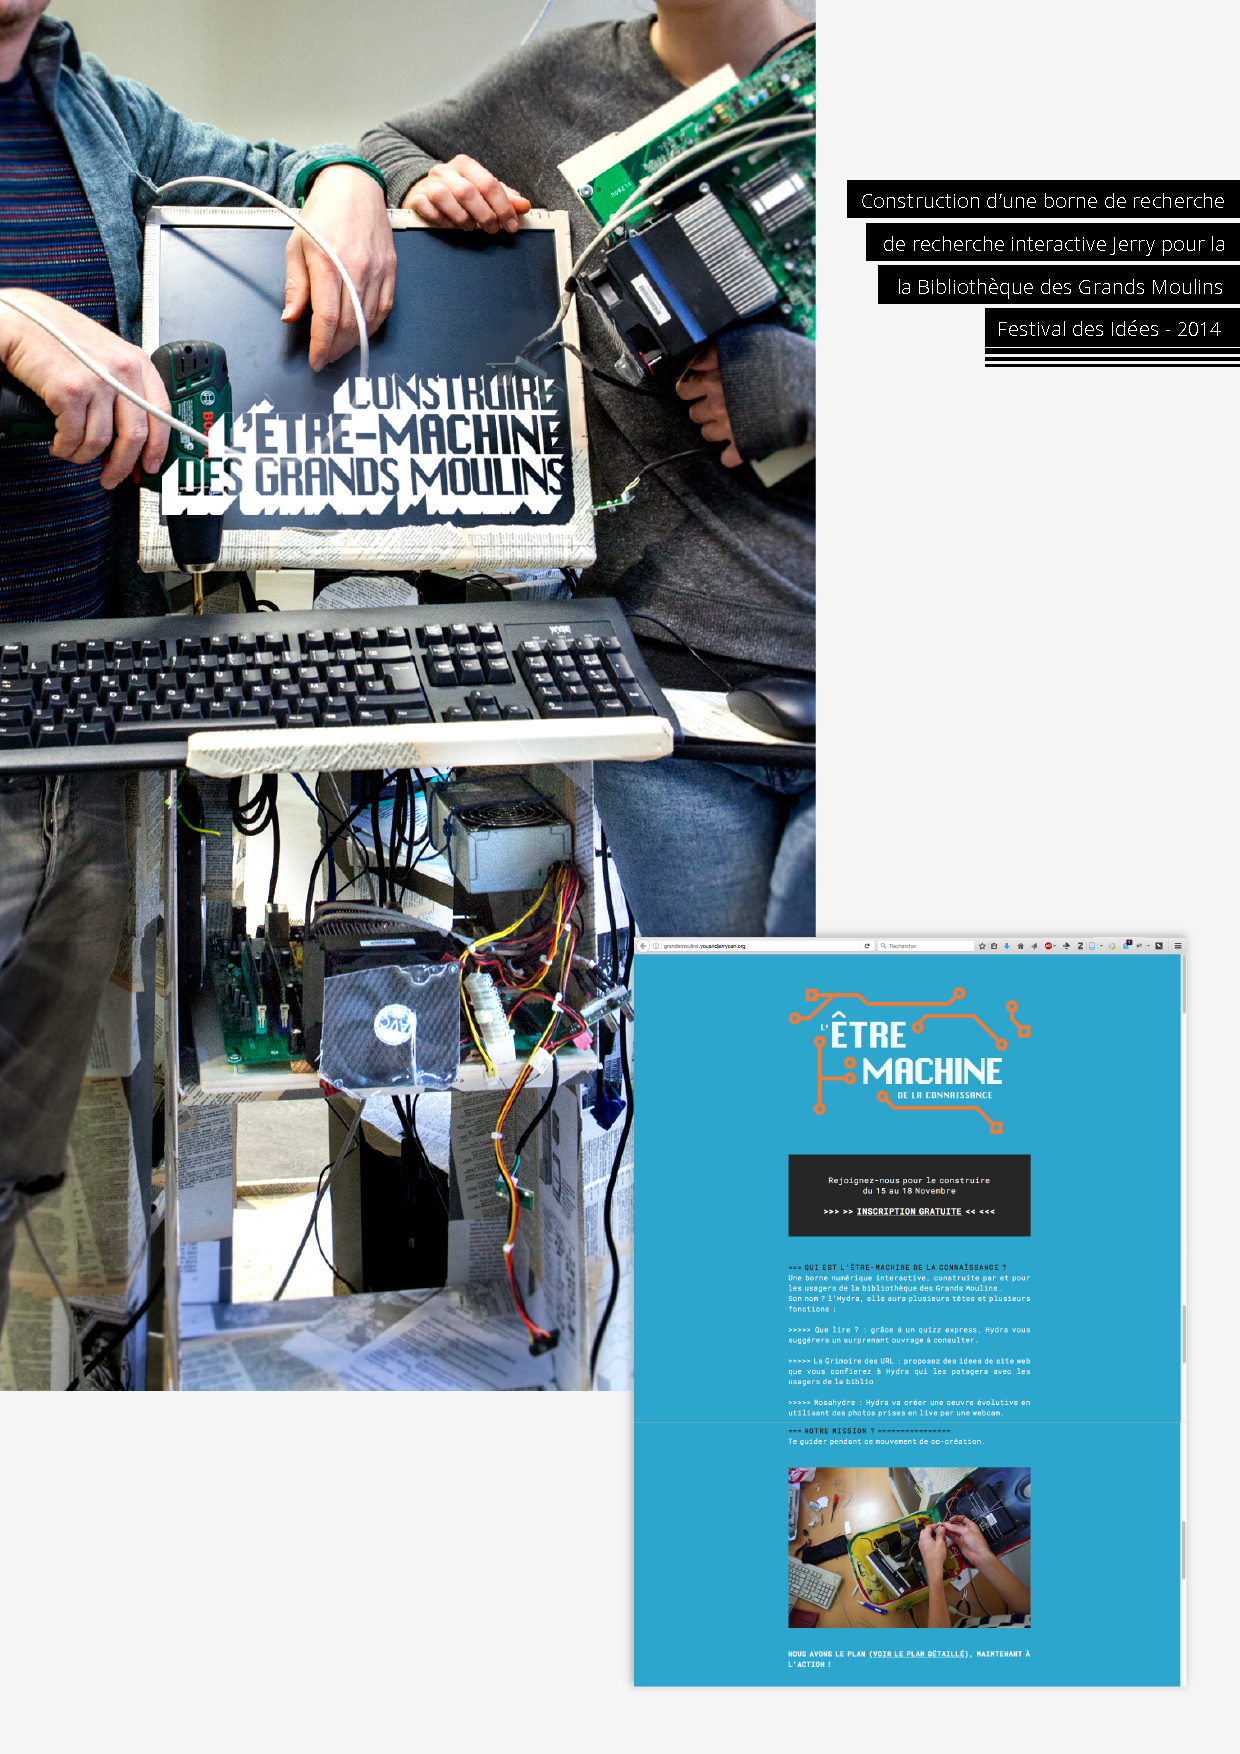 Construction d'une borne de recherche
de recherche interactive Jerry pour la
la Bibliothèque des Grands Moulins
Festival des Idées - 2014
CONSTRUIRE
L'ÊTRE-MACHINE
DES GRANDS MOULINS
BOSCH
WYSE
AVC
grandsmoulins.youandjerrycan.org
Rechercher
L'ÊTRE
MACHINE
DE LA CONNAISSANCE
Rejoignez-nous pour le construire
du 15 au 18 Novembre
>>> >> INSCRIPTION GRATUITE << <<<
=== QUI EST L'ÊTRE-MACHINE DE LA CONNAÎSSANCE ?
Une borne numérique interactive, construite par et pour
les usagers de la bibliothèque des Grands Moulins.
Son nom ? l'Hydra, elle aura plusieurs têtes et plusieurs
fonctions :
>>>>> Que lire ? : grâce à un quizz express, Hydra vous
suggérera un surprenant ouvrage à consulter.
>>>>> Le Grimoire des URL : proposez des idees de site web
que vous confierez à Hydra qui les patagera avec les
usagers de la biblio
>>>>> Mosahydre : Hydra va créer une oeuvre évolutive en
utilisant des photos prises en live par une webcam.
=== NOTRE MISSION ? ================
Te guider pendant ce mouvement de co-création.
NOUS AVONS LE PLAN (VOIR LE PLAN DÉTAILLÉ), MAINTENANT À
L'ACTION !